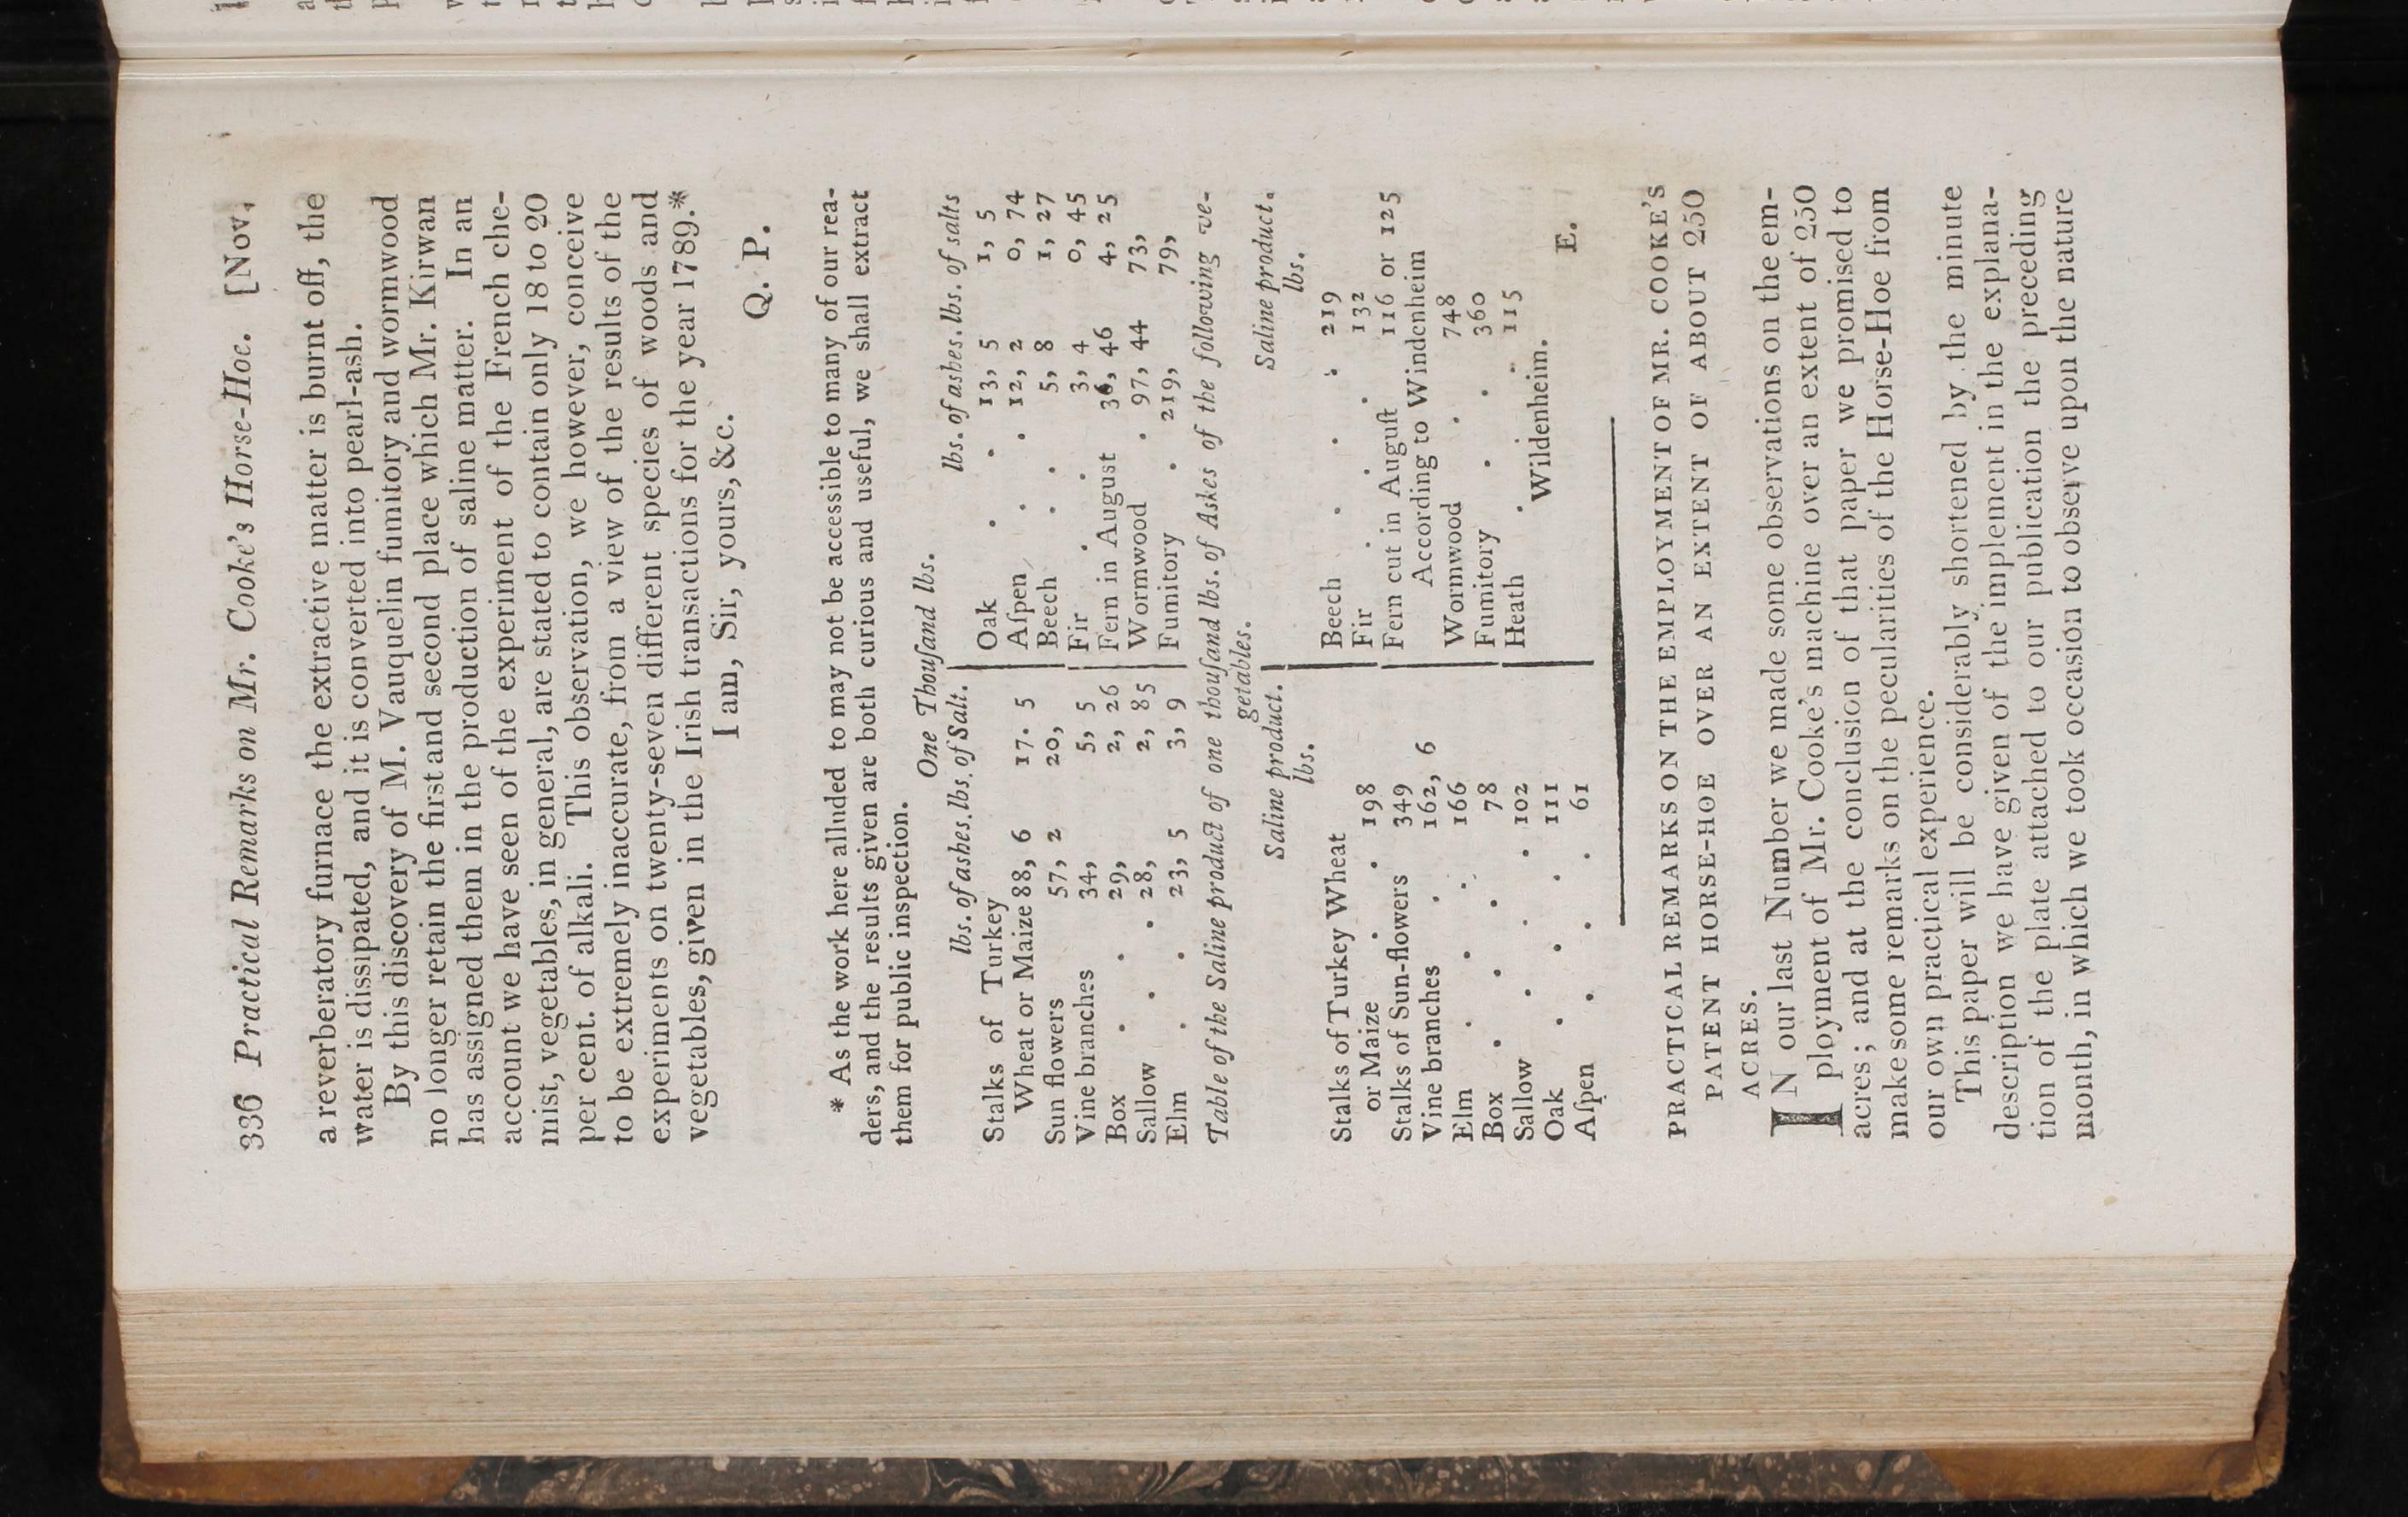 336 Practical Remarks on Mr. Cooke's Horse-Hoe. [Nov.
a reverberatory furnace the extractive matter is burnt off, the
water is dissipated, and it is converted into pearl-ash.
By this discovery of M. Vauquelin fumitory and wormwood
no longer retain the first and second place which Mr. Kirwan
has assigned them in the production of saline matter. In an
account we have seen of the experiment of the French che-
mist, vegetables, in general, are stated to contain only 18 to 20
per cent. of alkali. This observation, we however, conceive
to be extremely inaccurate, from a view of the results of the
experiments on twenty-seven different species of woods and
vegetables, given in the Irish transactions for the year 1789.*
I am, Sir, yours, &c.
Q. P.
* As the work here alluded to may not be accessible to many of our rea-
ders, and the results given are both curious and useful, we shall extract
them for public inspection.
One Thouſand lbs.
lbs. of ashes. lbs. of Salt.
Stalks of Turkey
Wheat or Maize 88, 6 17. 5
Sun flowers 57, 2 20,
Vine branches 34, 5, 5
Box . . 29, 2, 26
Sallow . . 28, 2, 85
Elm . . 23, 5 3, 9
lbs. of ashes. lbs. of salts
Oak . . 13, 5 1, 5
Aſpen . . 12, 2 0, 74
Beech . . 5, 8 1, 27
Fir . . 3, 4 0, 45
Fern in August 36, 46 4, 25
Wormwood . 97, 44 73,
Fumitory . 219, 79,
Table of the Saline product of one thouſand lbs. of Askes of the following ve-
getables.
Saline product.
lbs.
Stalks of Turkey Wheat
or Maize . . 198
Stalks of Sun-flowers 349
Vine branches . 162, 6
Elm . . . 166
Box . . . 78
Sallow . . . 102
Oak . . . 111
Aſpen . . . 61
Saline product.
lbs.
Beech . . . 219
Fir . . . 132
Fern cut in Auguſt 116 or 125
According to Windenheim
Wormwood . 748
Fumitory . . 360
Heath . . 115
Wildenheim.
E.
PRACTICAL REMARKS ON THE EMPLOYMENT OF MR. COOKE'S
PATENT HORSE-HOE OVER AN EXTENT OF ABOUT 250
ACRES.
IN our last Number we made some observations on the em-
ployment of Mr. Cooke's machine over an extent of 250
acres; and at the conclusion of that paper we promised to
make some remarks on the peculiarities of the Horse-Hoe from
our own practical experience.
This paper will be considerably shortened by the minute
description we have given of the implement in the explana-
tion of the plate attached to our publication the preceding
month, in which we took occasion to observe upon the nature